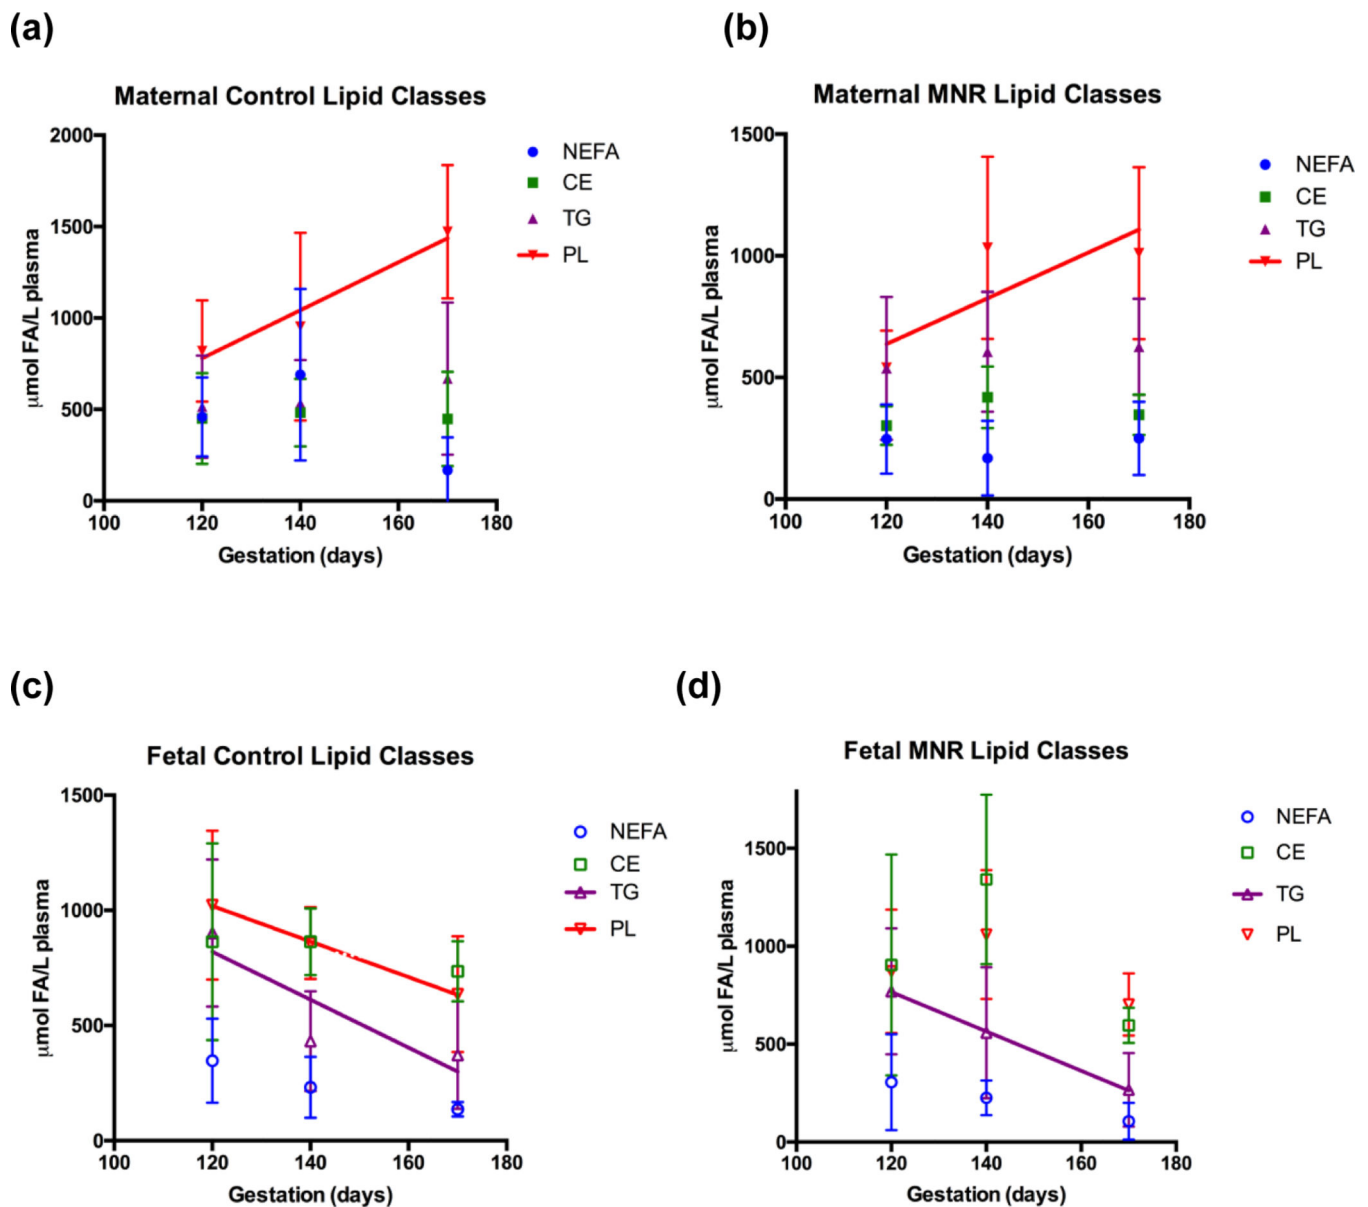 (a)
Maternal Control Lipid Classes
2000
1500
1000
500
0
100
120
140
160
180
μmol FA/L plasma
Gestation (days)
NEFA
CE
TG
PL
(b)
Maternal MNR Lipid Classes
1500
1000
500
0
100
120
140
160
180
μmol FA/L plasma
Gestation (days)
NEFA
CE
TG
PL
(c)
Fetal Control Lipid Classes
1500
1000
500
0
100
120
140
160
180
μmol FA/L plasma
Gestation (days)
NEFA
CE
TG
PL
(d)
Fetal MNR Lipid Classes
1500
1000
500
0
100
120
140
160
180
μmol FA/L plasma
Gestation (days)
NEFA
CE
TG
PL